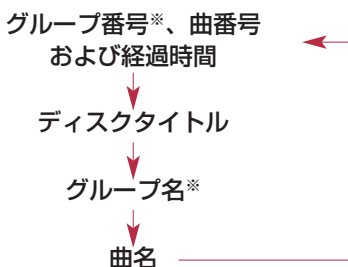 グループ番号※、曲番号
および経過時間
ディスクタイトル
グループ名※
曲名